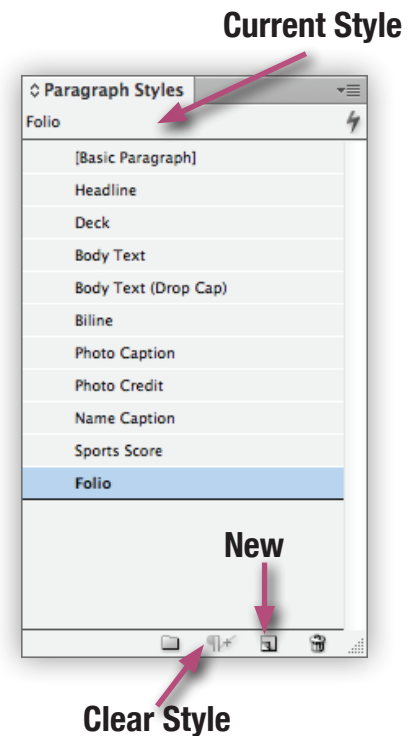 Current Style
Paragraph Styles
Folio
[Basic Paragraph]
Headline
Deck
Body Text
Body Text (Drop Cap)
Biline
Photo Caption
Photo Credit
Name Caption
Sports Score
Folio
New
Clear Style